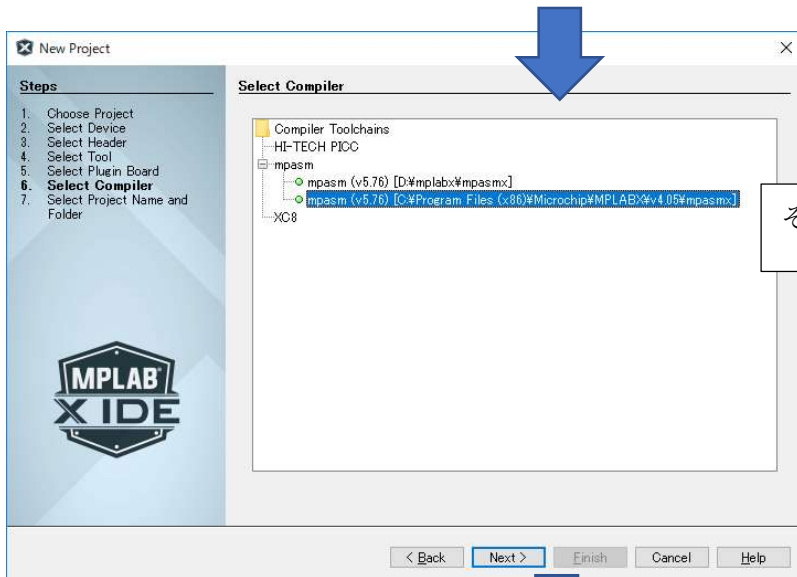 New Project
Steps
1. Choose Project
2. Select Device
3. Select Header
4. Select Tool
5. Select Plugin Board
6. Select Compiler
7. Select Project Name and
Folder
MPLAB
X IDE
Select Compiler
Compiler Toolchains
HI-TECH PICC
mpasm
mpasm (v5.76) [D:¥mplabx¥mpasmx]
mpasm (v5.76) [C:¥Program Files (x86)¥Microchip¥MPLABX¥v4.05¥mpasmx]
XC8
そ
< Back Next > Finish Cancel Help